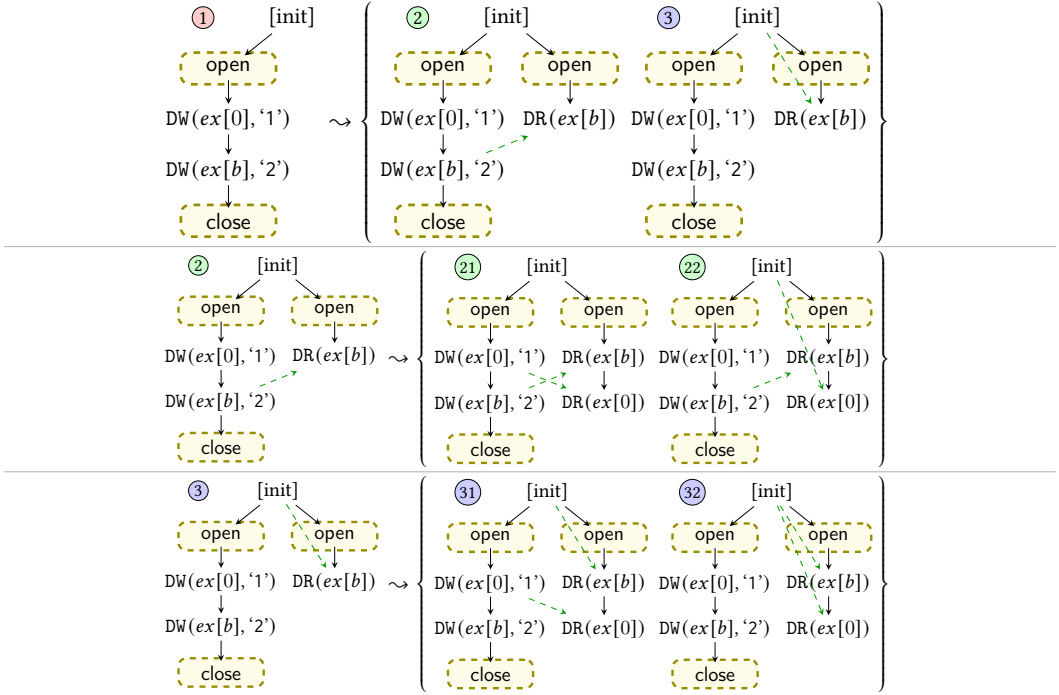 1 [init] 2 [init] 3 [init]
open open open open open
DW(ex[0], ‘1’) ⤳ DW(ex[0], ‘1’) DR(ex[b]) DW(ex[0], ‘1’) DR(ex[b])
DW(ex[b], ‘2’) DW(ex[b], ‘2’) DW(ex[b], ‘2’)
close close close
2 [init] 21 [init] 22 [init]
open open open open open open
DW(ex[0], ‘1’) DR(ex[b]) ⤳ DW(ex[0], ‘1’) DR(ex[b]) DW(ex[0], ‘1’) DR(ex[b])
DW(ex[b], ‘2’) DW(ex[b], ‘2’) DR(ex[0]) DW(ex[b], ‘2’) DR(ex[0])
close close close
3 [init] 31 [init] 32 [init]
open open open open open open
DW(ex[0], ‘1’) DR(ex[b]) ⤳ DW(ex[0], ‘1’) DR(ex[b]) DW(ex[0], ‘1’) DR(ex[b])
DW(ex[b], ‘2’) DW(ex[b], ‘2’) DR(ex[0]) DW(ex[b], ‘2’) DR(ex[0])
close close close